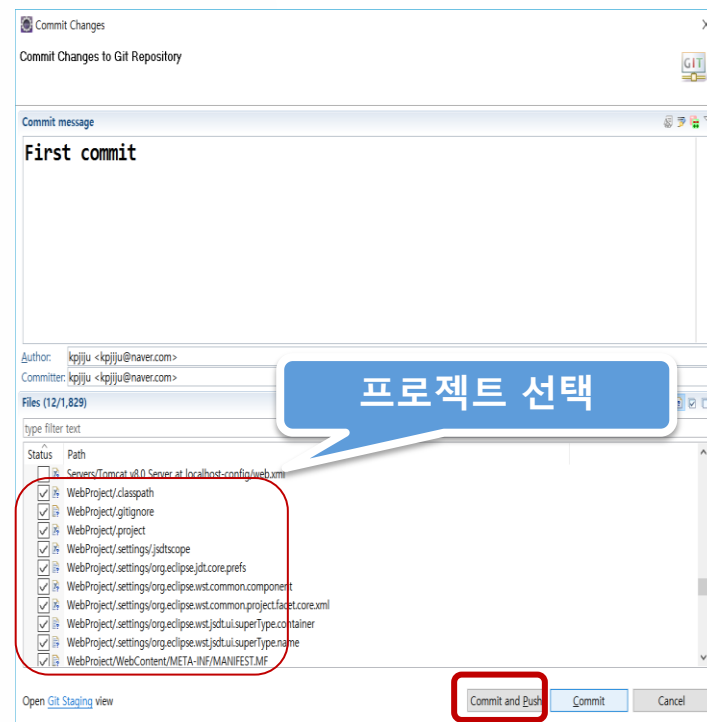 Commit Changes
Commit Changes to Git Repository
GIT
Commit message
First commit
Author: kpjiju <kpjiju@naver.com>
Committer: kpjiju <kpjiju@naver.com>
프로젝트 선택
Files (12/1,829)
type filter text
Status Path
Servers/Tomcat v8.0 Server at localhost-config/web.xml
WebProject/.classpath
WebProject/.gitignore
WebProject/.project
WebProject/.settings/.jsdtscope
WebProject/.settings/org.eclipse.jdt.core.prefs
WebProject/.settings/org.eclipse.wst.common.component
WebProject/.settings/org.eclipse.wst.common.project.facet.core.xml
WebProject/.settings/org.eclipse.wst.jsdt.ui.superType.container
WebProject/.settings/org.eclipse.wst.jsdt.ui.superType.name
WebProject/WebContent/META-INF/MANIFEST.MF
Open Git Staging view
Commit and Push
Commit
Cancel